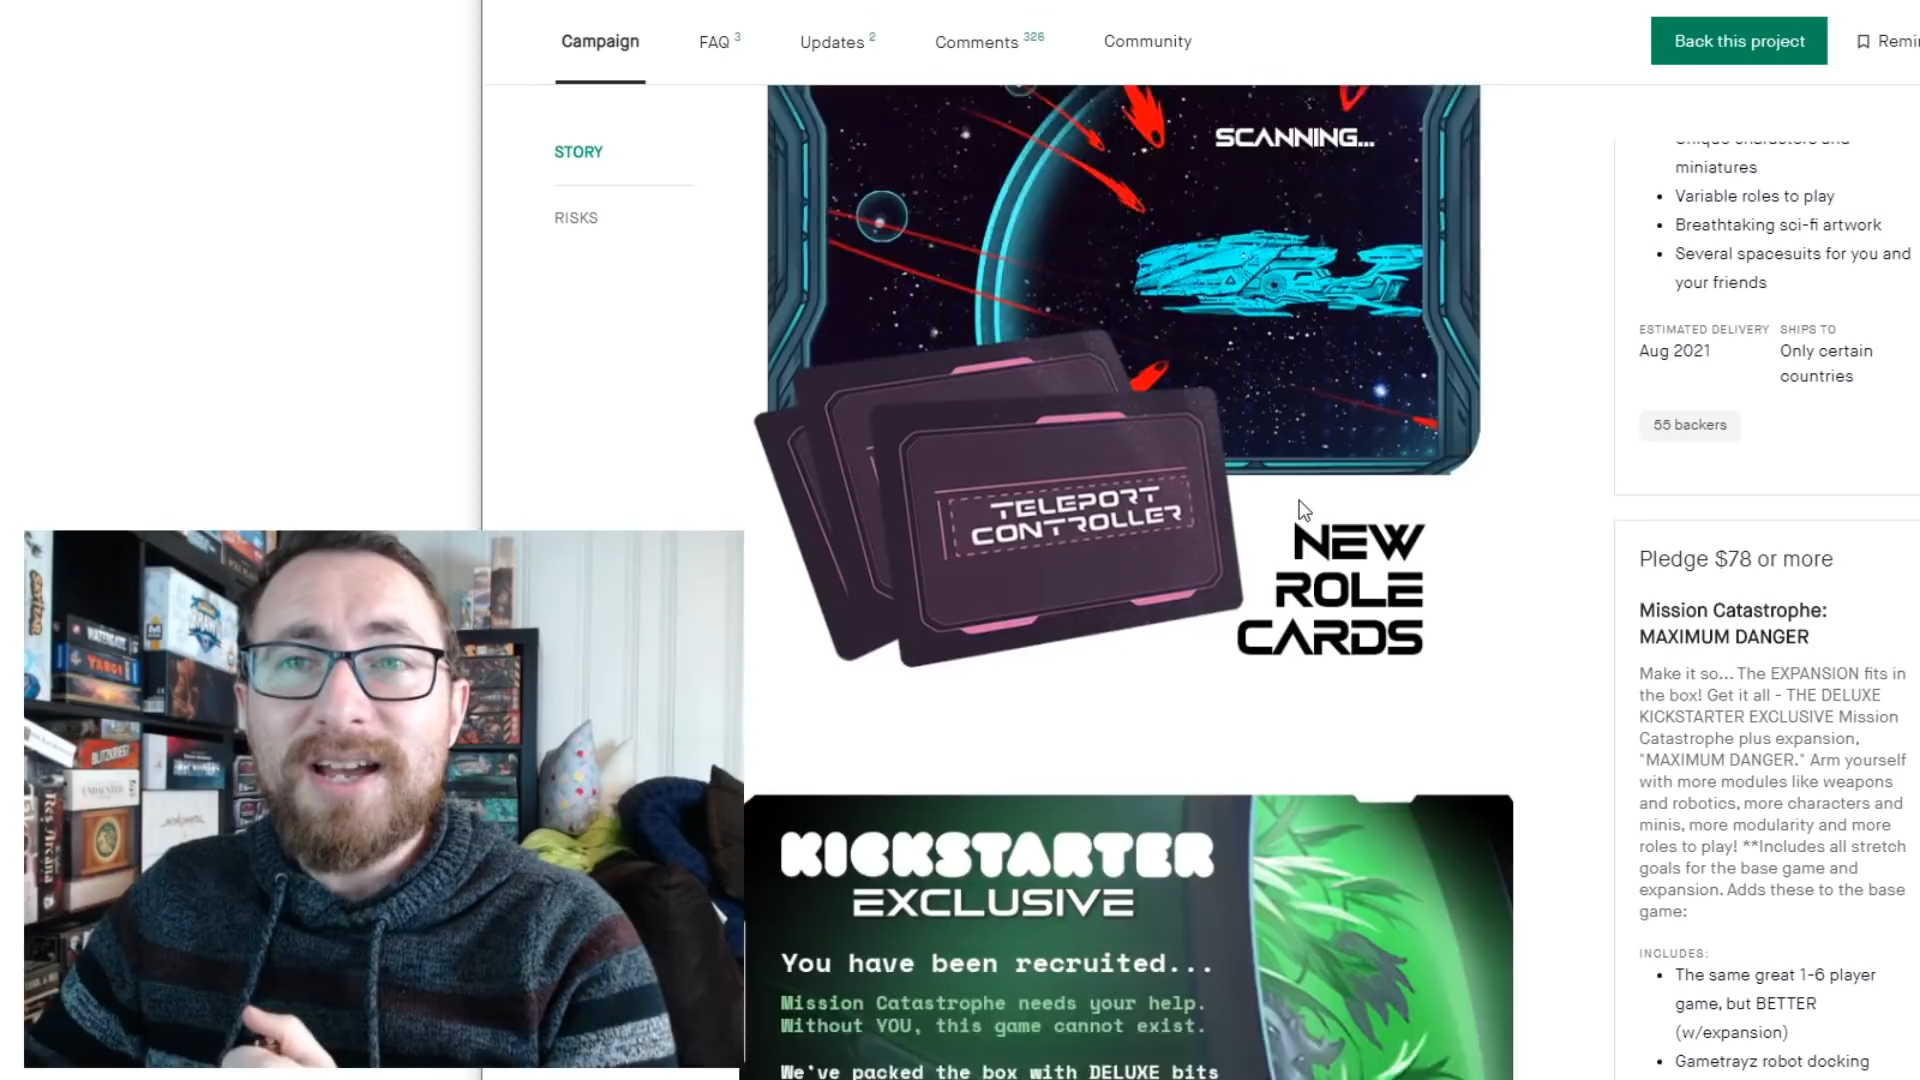 Campaign
FAQ 3
Updates 2
Comments 326
Community
Back this project
STORY
RISKS
SCANNING...
TELEPORT
CONTROLLER
NEW
ROLE
CARDS
miniatures
Variable roles to play
Breathtaking sci-fi artwork
Several spacesuits for you and
your friends
ESTIMATED DELIVERY
Aug 2021
SHIPS TO
Only certain
countries
55 backers
Pledge $78 or more
Mission Catastrophe:
MAXIMUM DANGER
Make it so... The EXPANSION fits in
the box! Get it all - THE DELUXE
KICKSTARTER EXCLUSIVE Mission
Catastrophe plus expansion,
"MAXIMUM DANGER." Arm yourself
with more modules like weapons
and robotics, more characters and
minis, more modularity and more
roles to play! **Includes all stretch
goals for the base game and
expansion. Adds these to the base
game:
INCLUDES:
The same great 1-6 player
game, but BETTER
(w/expansion)
Gametrayz robot docking
KICKSTARTER
EXCLUSIVE
You have been recruited...
Mission Catastrophe needs your help.
Without YOU, this game cannot exist.
We've packed the box with DELUXE bits
WATERGATE
TARGI
BLITZKRIEG!
Res Arcana